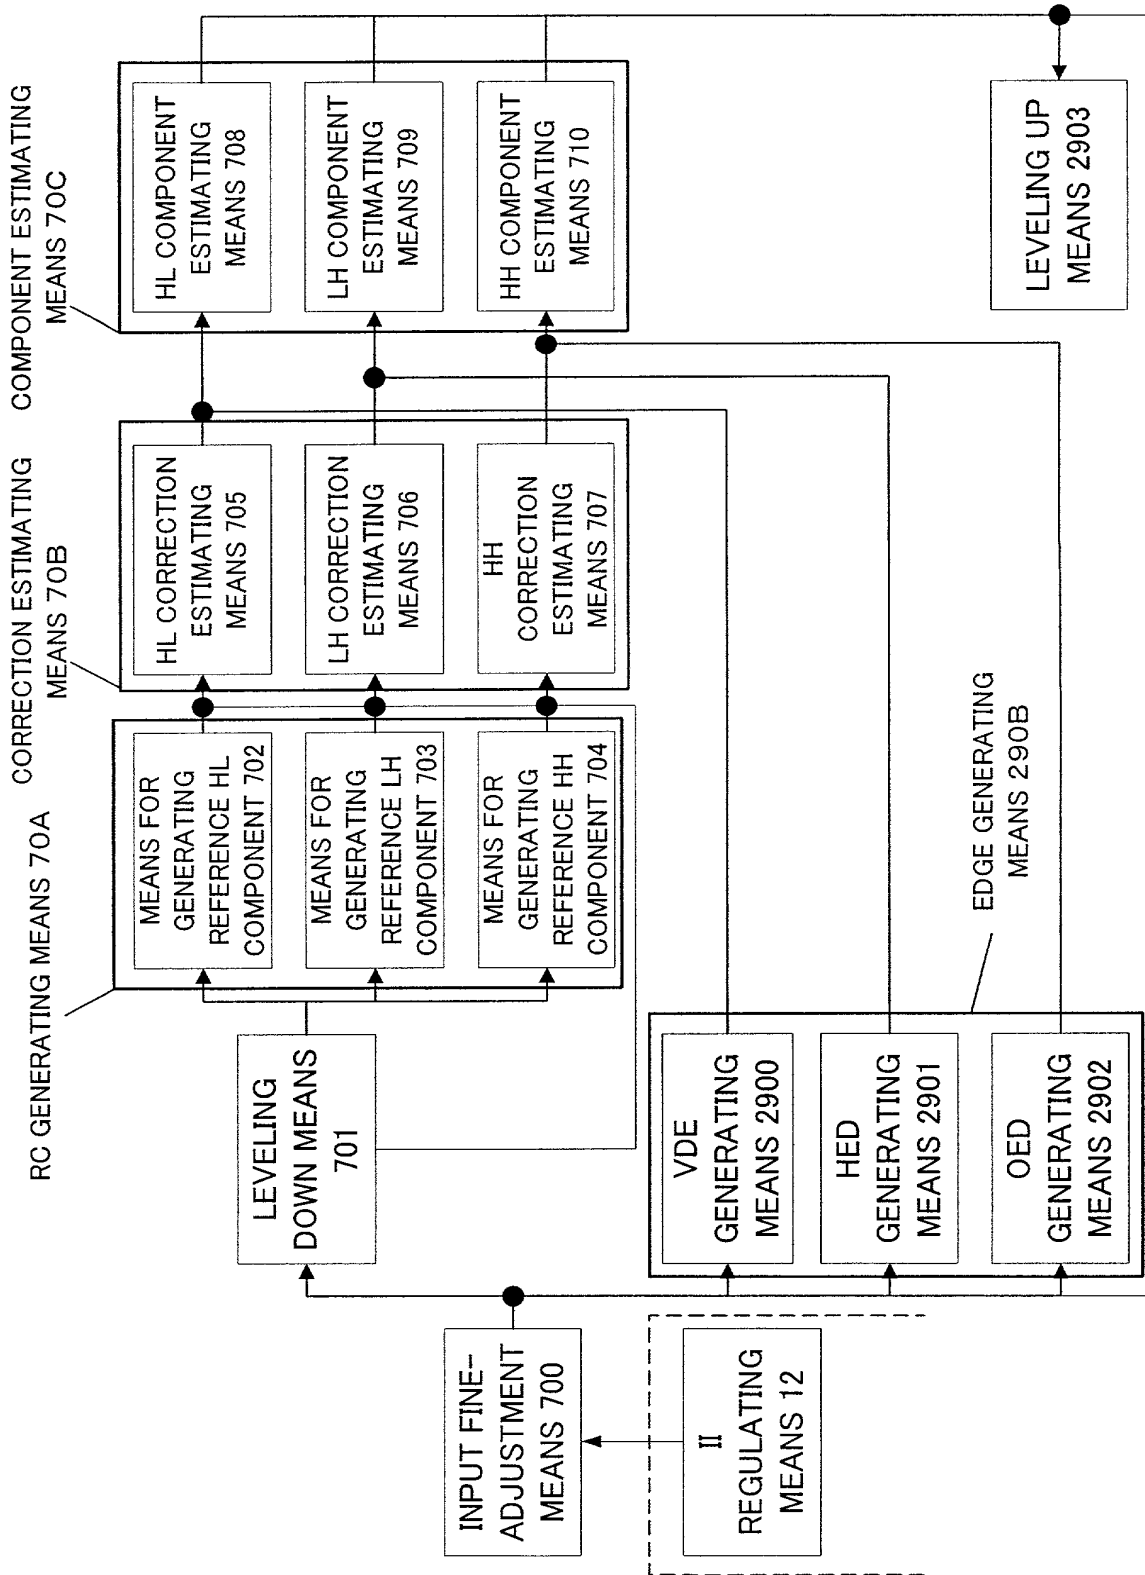 RC GENERATING MEANS 70A
CORRECTION ESTIMATING
MEANS 70B
COMPONENT ESTIMATING
MEANS 70C
MEANS FOR
GENERATING
REFERENCE HL
COMPONENT 702
HL CORRECTION
ESTIMATING
MEANS 705
HL COMPONENT
ESTIMATING
MEANS 708
LEVELING
DOWN MEANS
701
MEANS FOR
GENERATING
REFERENCE LH
COMPONENT 703
LH CORRECTION
ESTIMATING
MEANS 706
LH COMPONENT
ESTIMATING
MEANS 709
MEANS FOR
GENERATING
REFERENCE HH
COMPONENT 704
HH
CORRECTION
ESTIMATING
MEANS 707
HH COMPONENT
ESTIMATING
MEANS 710
INPUT FINE-
ADJUSTMENT
MEANS 700
II
REGULATING
MEANS 12
VDE
GENERATING
MEANS 2900
HED
GENERATING
MEANS 2901
OED
GENERATING
MEANS 2902
EDGE GENERATING
MEANS 290B
LEVELING UP
MEANS 2903